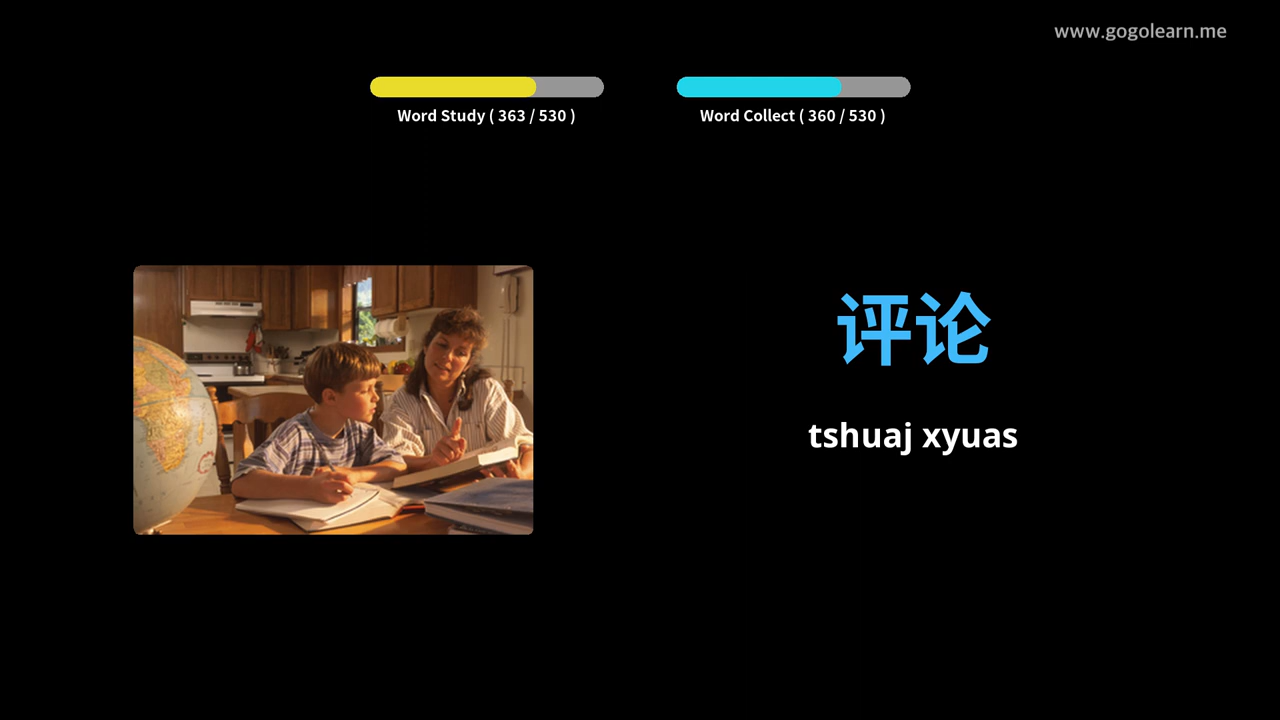 www.gogolearn.me
Word Study ( 363 / 530 )
Word Collect ( 360 / 530 )
评论
tshuaj xyuas